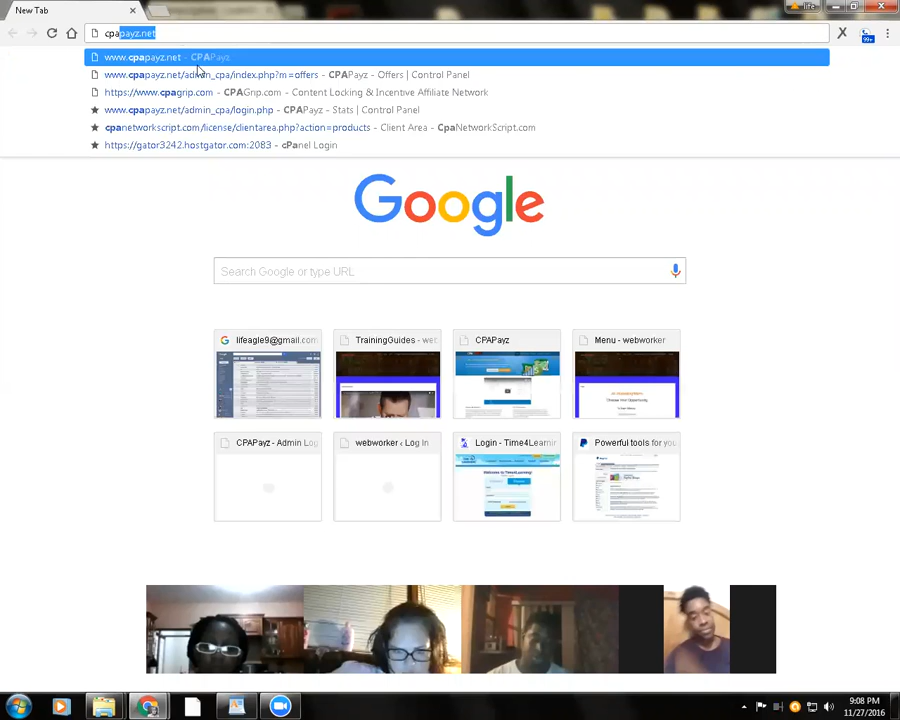 New Tab
life
cpapayz.net
99+
www.cpapayz.net - CPAPayz
www.cpapayz.net/admin_cpa/index.php?m=offers - CPAPayz - Offers | Control Panel
https://www.cpagrip.com - CPAGrip.com - Content Locking & Incentive Affiliate Network
www.cpapayz.net/admin_cpa/login.php - CPAPayz - Stats | Control Panel
cpanetworkscript.com/license/clientarea.php?action=products - Client Area - CpaNetworkScript.com
https://gator3242.hostgator.com:2083 - cPanel Login
Google
Search Google or type URL
lifeagle9@gmail.com
TrainingGuides - web
CPAPayz
Menu - webworker
CPAPayz - Admin Log
webworker ‹ Log In
Login - Time4Learnin
Powerful tools for you
9:08 PM
11/27/2016